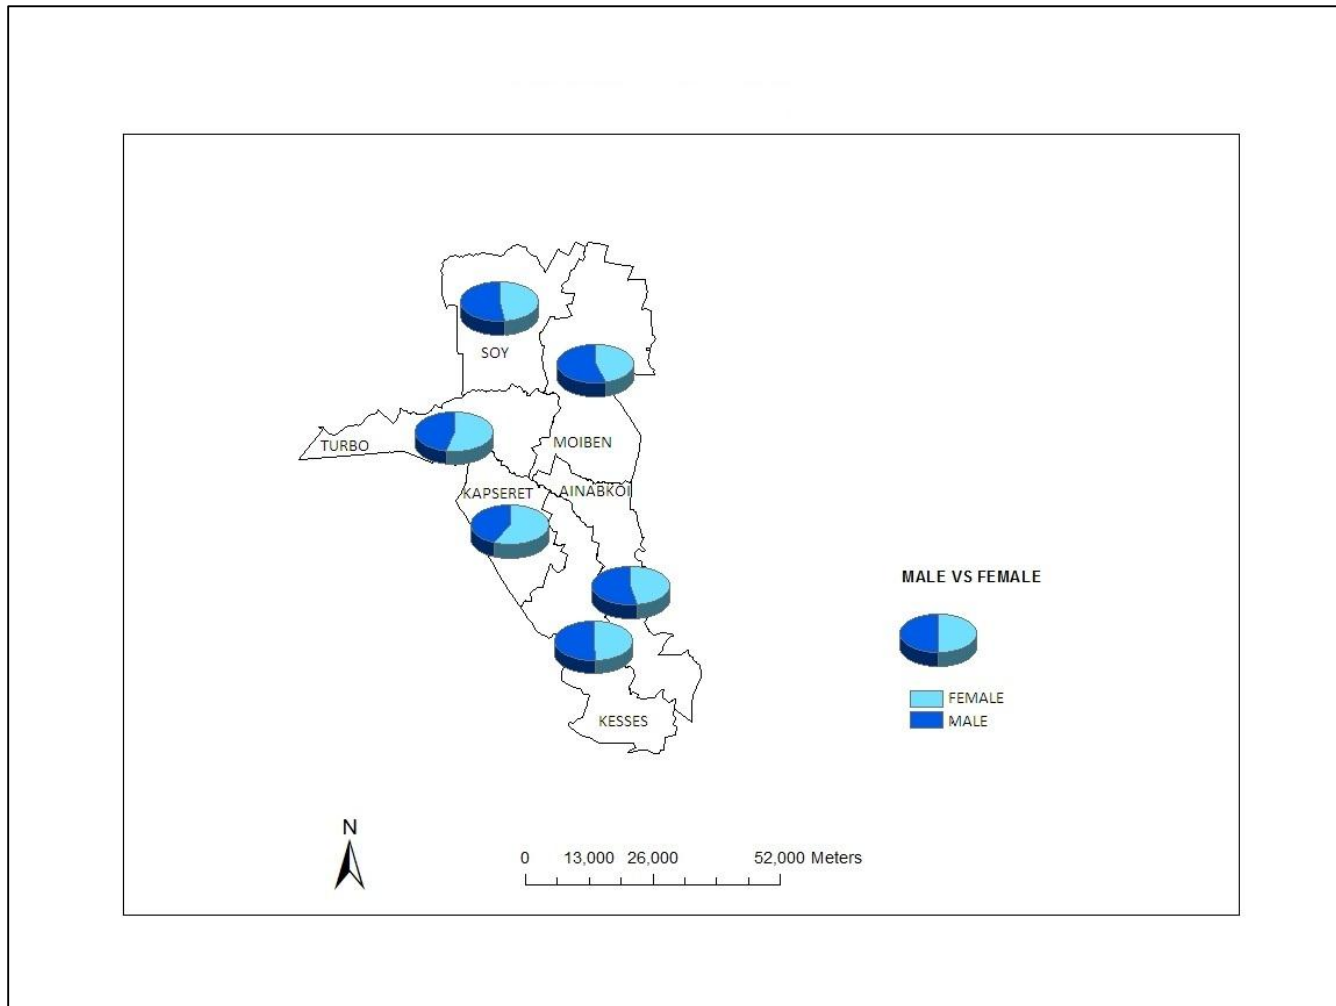 SOY
TURBO
MOIBEN
KAPSERET
AINABKOI
MALE VS FEMALE
FEMALE
MALE
KESSES
N
0 13,000 26,000 52,000 Meters